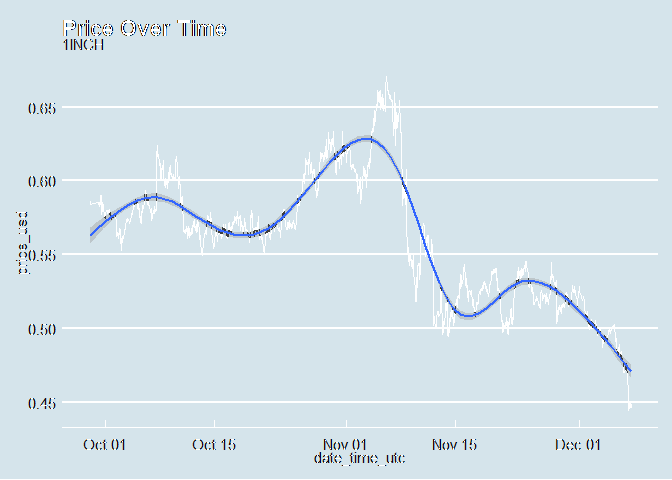 Price Over Time
1INCH
0.65
0.60
0.55
0.50
0.45
price_usd
Oct 01
Oct 15
Nov 01
Nov 15
Dec 01
date_time_utc